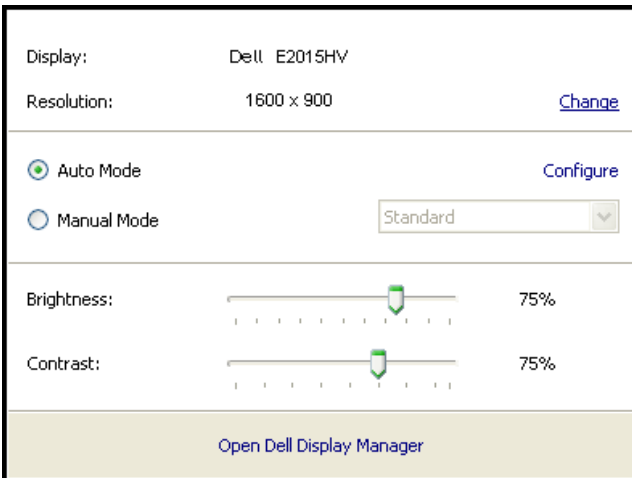 Display: Dell E2015HV
Resolution: 1600 x 900 Change
Auto Mode Configure
Manual Mode Standard
Brightness: 75%
Contrast: 75%
Open Dell Display Manager